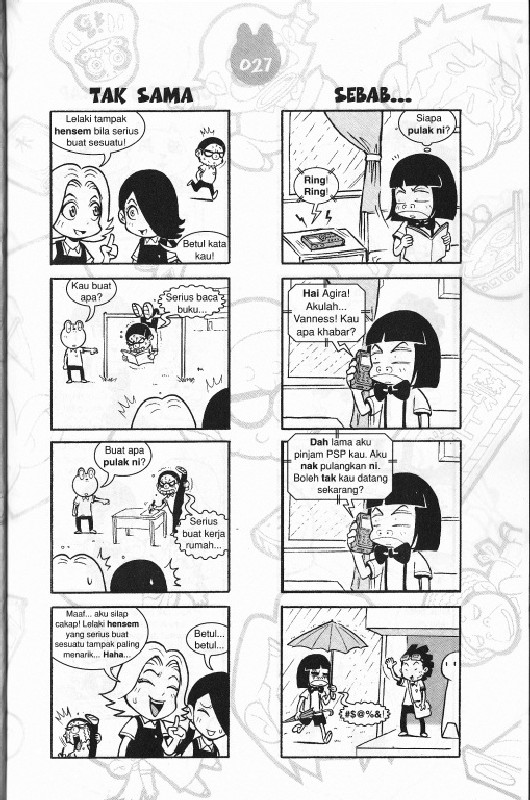 027
TAK SAMA
Lelaki tampak
hensem bila serius
buat sesuatu!
Betul kata
kau!
Kau buat
apa?
Serius baca
buku...
Buat apa
pulak ni?
Serius
buat kerja
rumah...
Maaf... aku silap
cakap! Lelaki hensem
yang serius buat
sesuatu tampak paling
menarik... Haha...
Betul...
betul...
SEBAB...
Siapa
pulak ni?
Ring!
Ring!
Hai Agira!
Akulah...
Vanness! Kau
apa khabar?
Dah lama aku
pinjam PSP kau. Aku
nak pulangkan ni.
Boleh tak kau datang
sekarang?
#$@%&!